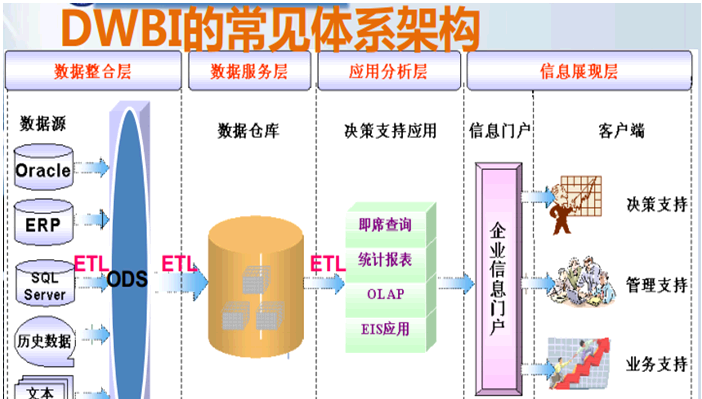 DWBI的常见体系架构
数据整合层
数据服务层
应用分析层
信息展现层
数据源
数据仓库
决策支持应用
信息门户
客户端
Oracle
ERP
SQL
Server
历史数据
文本
ETL
ODS
ETL
ETL
即席查询
统计报表
OLAP
EIS应用
企业信息门户
决策支持
管理支持
业务支持